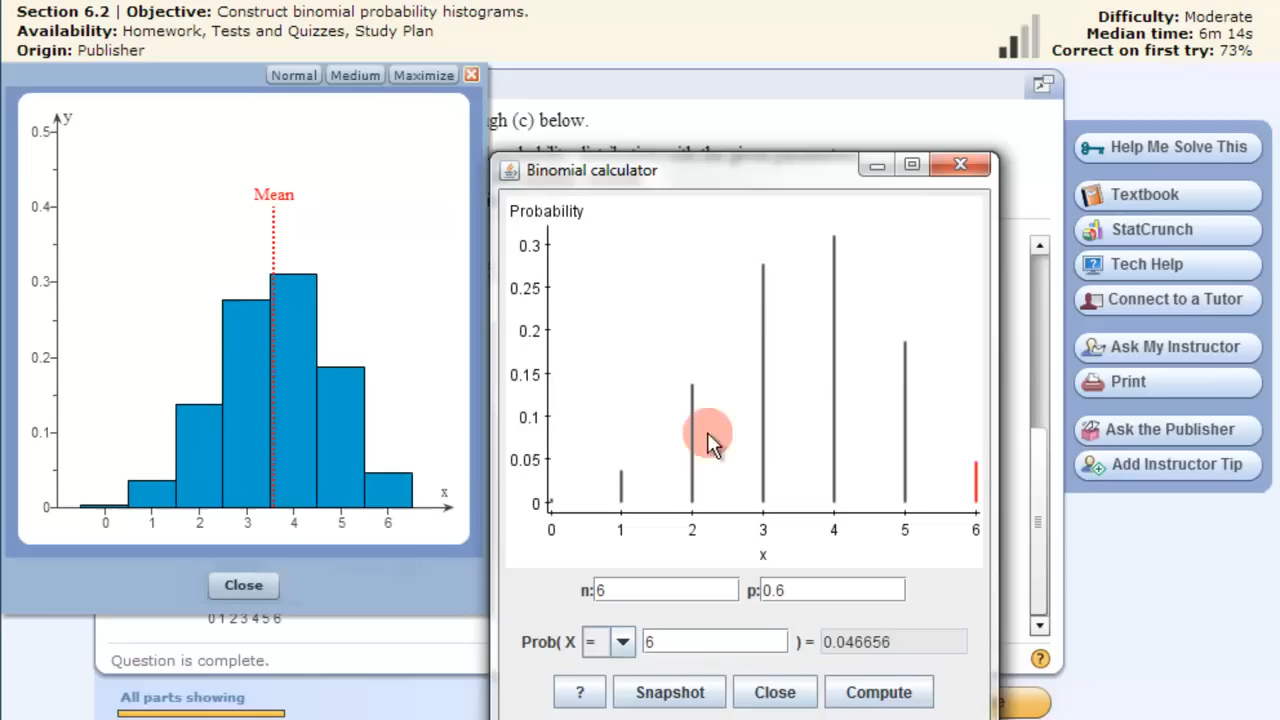 Section 6.2 | Objective: Construct binomial probability histograms.
Availability: Homework, Tests and Quizzes, Study Plan
Origin: Publisher
Difficulty: Moderate
Median time: 6m 14s
Correct on first try: 73%
Normal
Medium
Maximize
y
0.5
0.4
0.3
0.2
0.1
0
Mean
x
0 1 2 3 4 5 6
Close
gh (c) below.
Binomial calculator
Probability
0.3
0.25
0.2
0.15
0.1
0.05
0
0 1 2 3 4 5 6
x
n: 6 p: 0.6
Prob( X = 6 ) = 0.046656
?
Snapshot
Close
Compute
0 1 2 3 4 5 6
Question is complete.
?
All parts showing
Help Me Solve This
Textbook
StatCrunch
Tech Help
Connect to a Tutor
Ask My Instructor
Print
Ask the Publisher
Add Instructor Tip